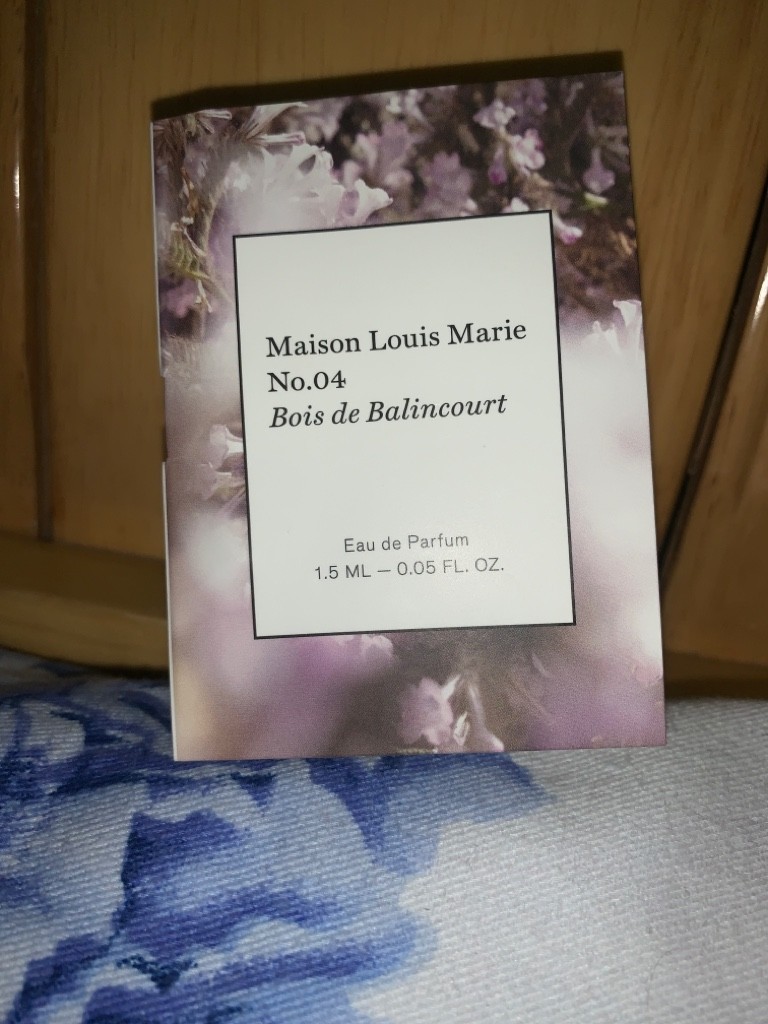 Maison Louis Marie
No.04
Bois de Balincourt
Eau de Parfum
1.5 ML — 0.05 FL. OZ.